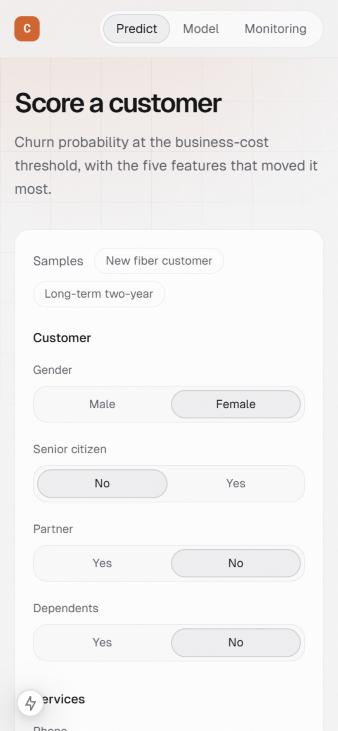 C
Predict Model Monitoring
Score a customer
Churn probability at the business-cost
threshold, with the five features that moved it
most.
Samples New fiber customer
Long-term two-year
Customer
Gender
Male Female
Senior citizen
No Yes
Partner
Yes No
Dependents
Yes No
ervices
Phone